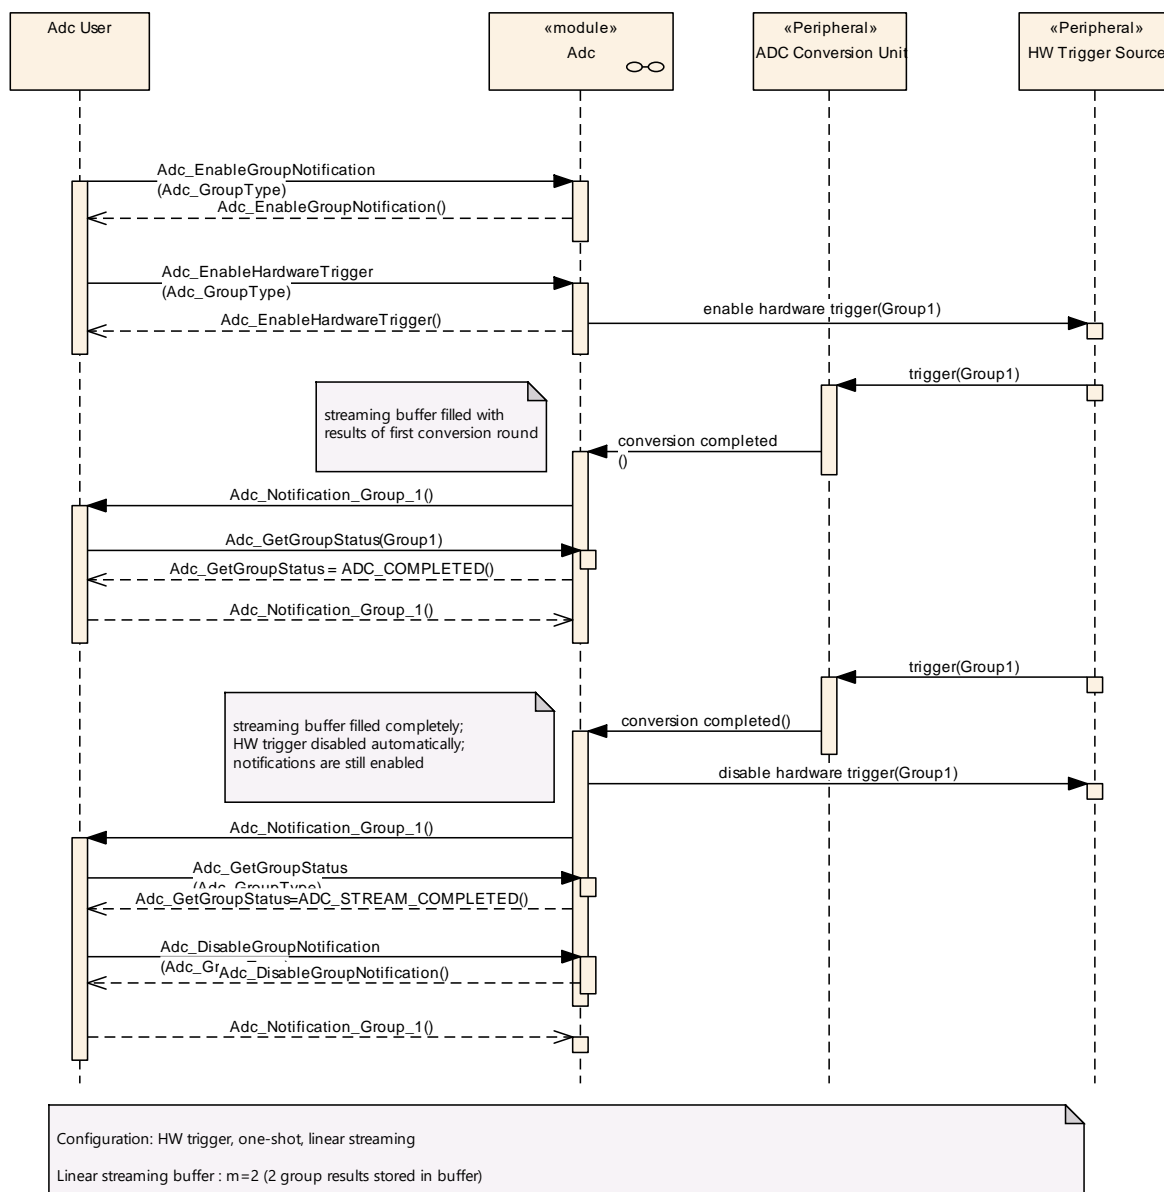 Adc User
«module»
Adc
«Peripheral»
ADC Conversion Unit
«Peripheral»
HW Trigger Source
Adc_EnableGroupNotification
(Adc_GroupType)
Adc_EnableGroupNotification()
Adc_EnableHardwareTrigger
(Adc_GroupType)
Adc_EnableHardwareTrigger()
enable hardware trigger(Group1)
trigger(Group1)
streaming buffer filled with
results of first conversion round
conversion completed
()
Adc_Notification_Group_1()
Adc_GetGroupStatus(Group1)
Adc_GetGroupStatus = ADC_COMPLETED()
Adc_Notification_Group_1()
trigger(Group1)
streaming buffer filled completely;
HW trigger disabled automatically;
notifications are still enabled
conversion completed()
disable hardware trigger(Group1)
Adc_Notification_Group_1()
Adc_GetGroupStatus
(Adc_GroupType)
Adc_GetGroupStatus=ADC_STREAM_COMPLETED()
Adc_DisableGroupNotification
Adc_DisableGroupNotification()
Adc_Notification_Group_1()
Configuration: HW trigger, one-shot, linear streaming
Linear streaming buffer : m=2 (2 group results stored in buffer)